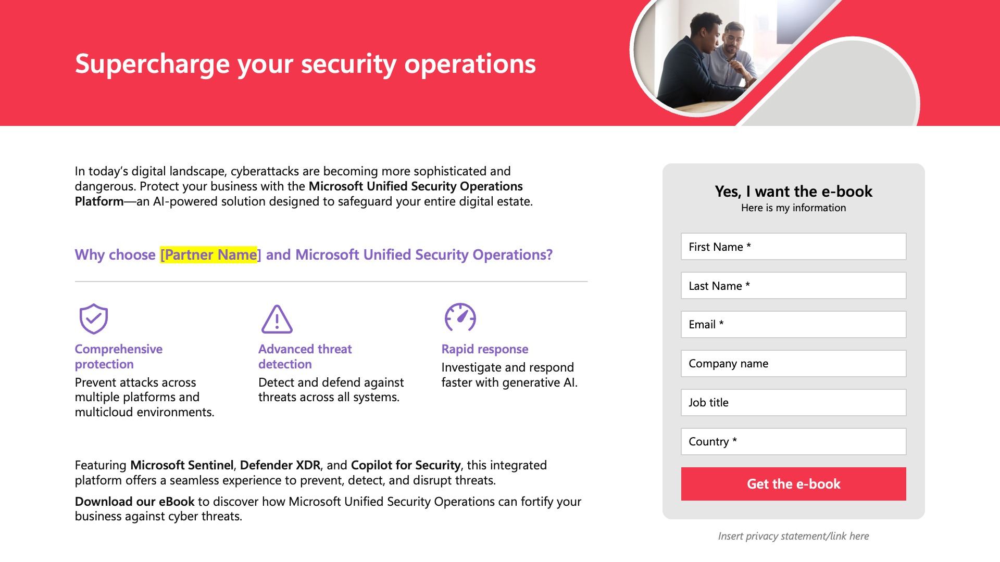 Supercharge your security operations
In today’s digital landscape, cyberattacks are becoming more sophisticated and
dangerous. Protect your business with the Microsoft Unified Security Operations
Platform—an AI-powered solution designed to safeguard your entire digital estate.
Why choose [Partner Name] and Microsoft Unified Security Operations?
Comprehensive
protection
Prevent attacks across
multiple platforms and
multicloud environments.
Advanced threat
detection
Detect and defend against
threats across all systems.
Rapid response
Investigate and respond
faster with generative AI.
Featuring Microsoft Sentinel, Defender XDR, and Copilot for Security, this integrated
platform offers a seamless experience to prevent, detect, and disrupt threats.
Download our eBook to discover how Microsoft Unified Security Operations can fortify your
business against cyber threats.
Yes, I want the e-book
Here is my information
First Name *
Last Name *
Email *
Company name
Job title
Country *
Get the e-book
Insert privacy statement/link here